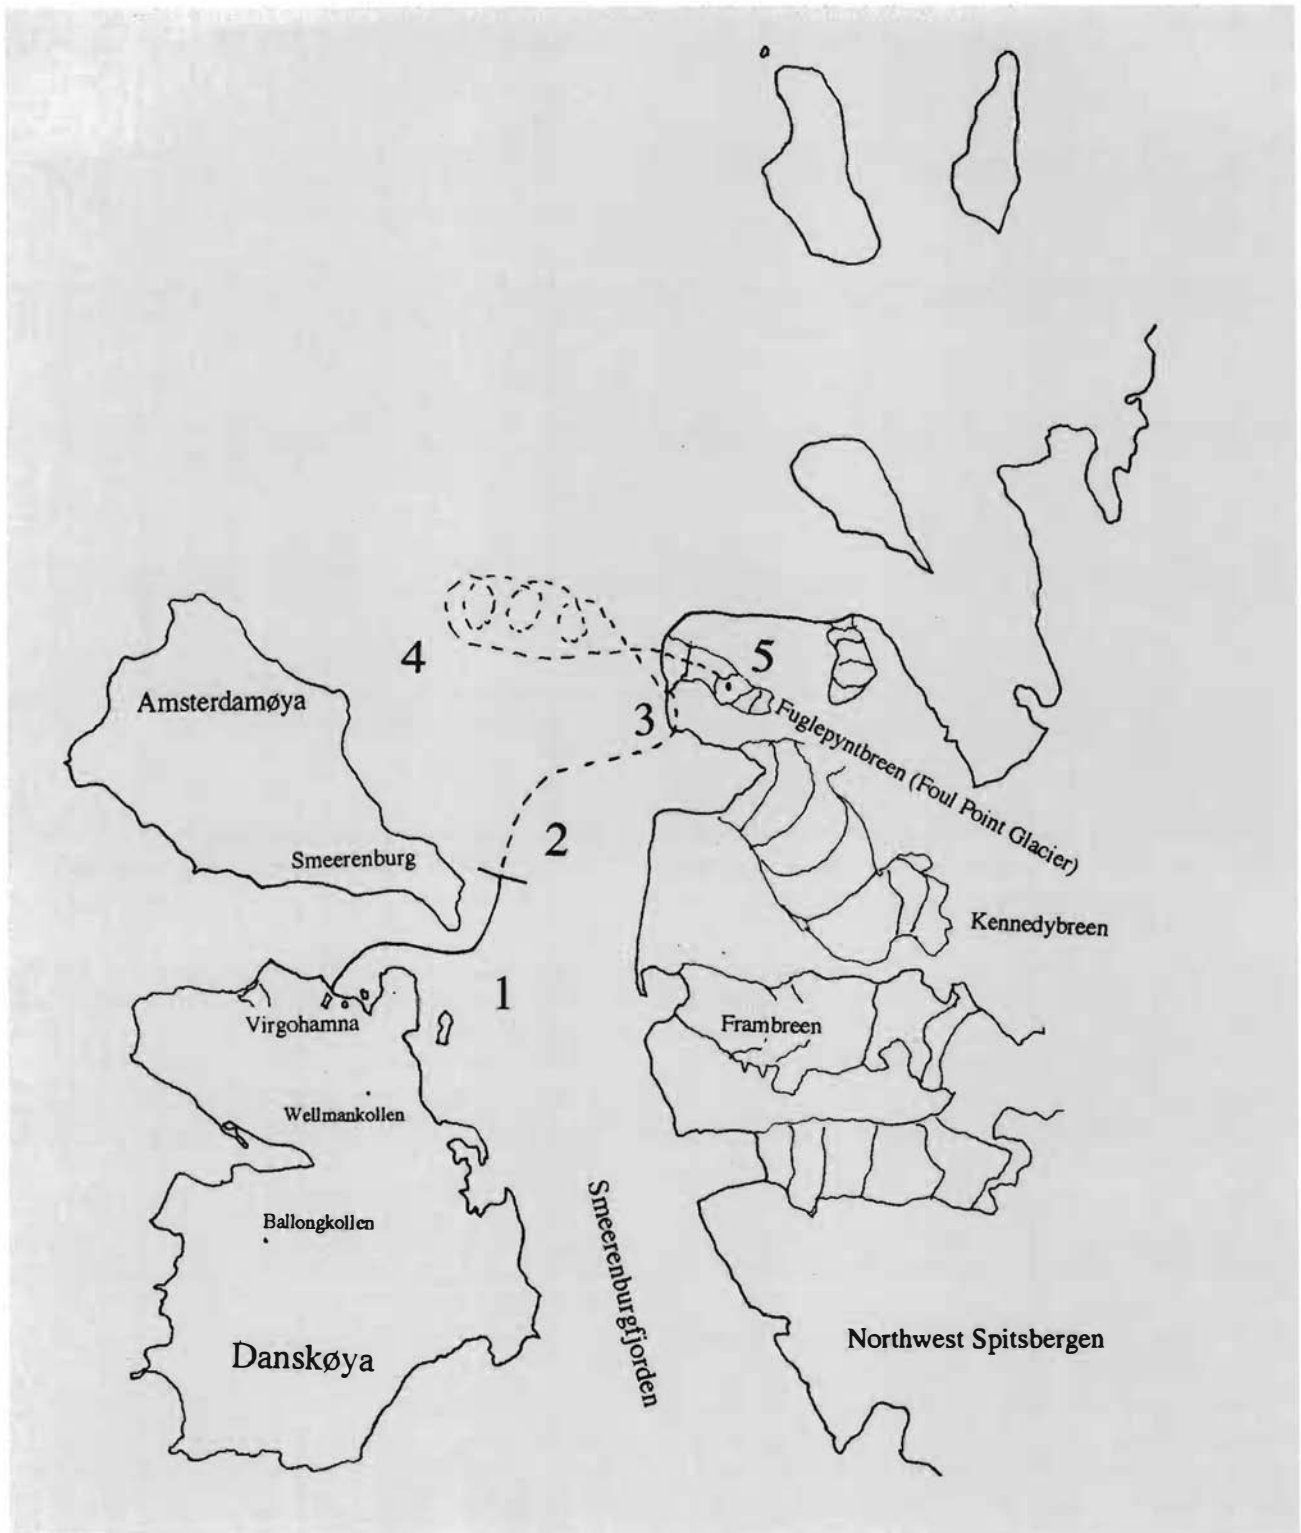 4
5
Amsterdamøya
3
Fuglepyntbreen (Foul Point Glacier)
2
Smeerenburg
Kennedybreen
1
Virgohamna
Frambreen
Wellmankollen
Smeerenburgfjorden
Ballongkollen
Northwest Spitsbergen
Danskøya